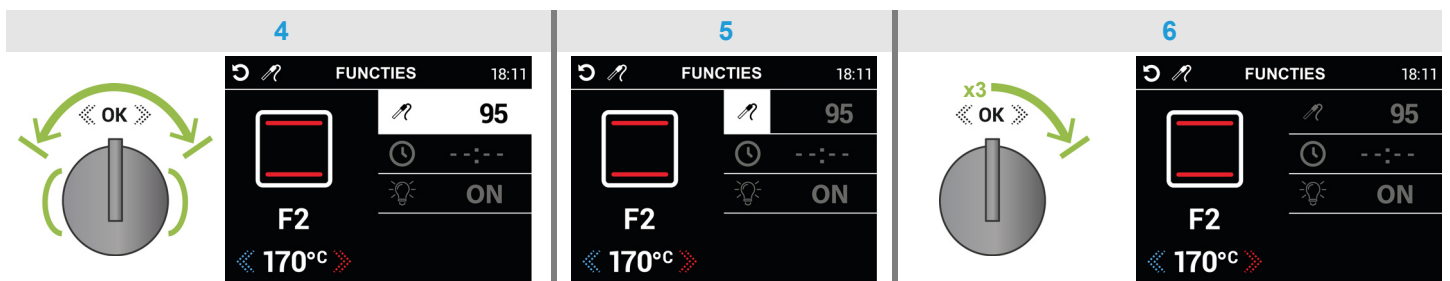 4
5
6
OK
FUNCTIES 18:11
95
--:--
ON
F2
170°C
FUNCTIES 18:11
95
--:--
ON
F2
170°C
x3
OK
FUNCTIES 18:11
95
--:--
ON
F2
170°C